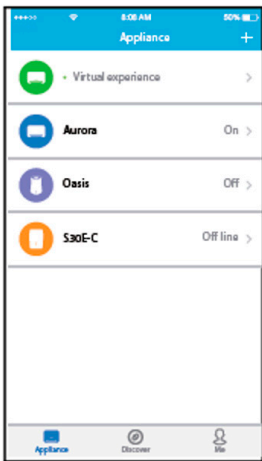 8:08 AM 50%
Appliance +
• Virtual experience >
Aurora On >
Oasis Off >
S30E-C Off line >
Appliance Discover Me